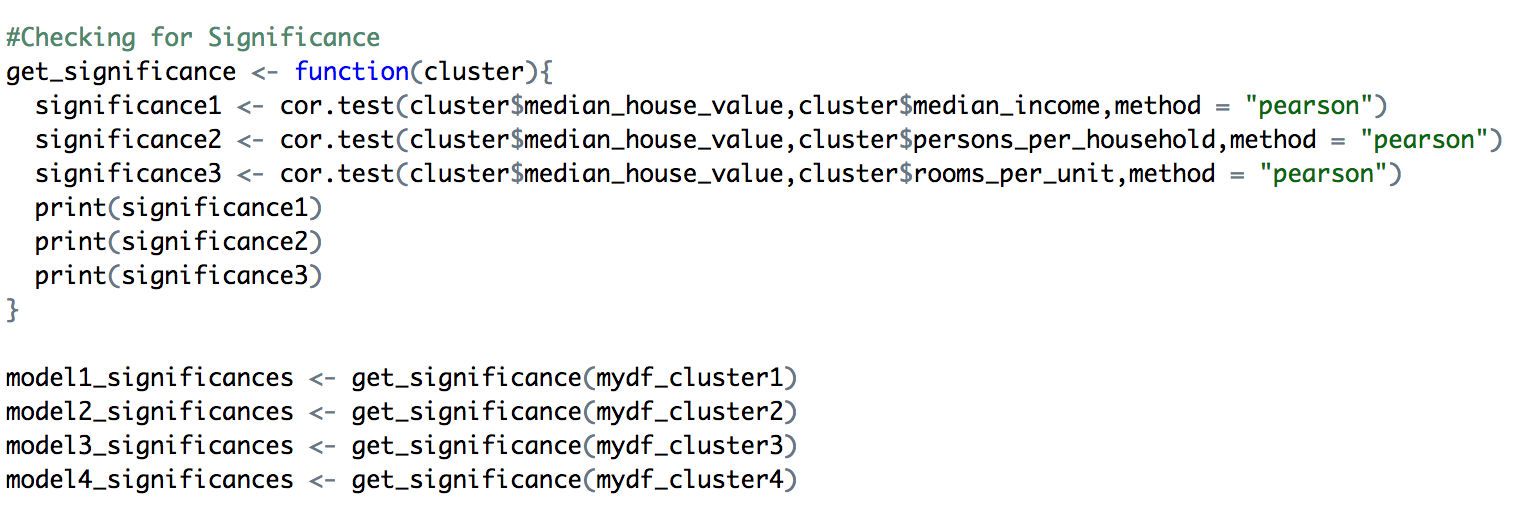 #Checking for Significance
get_significance <- function(cluster){
  significance1 <- cor.test(cluster$median_house_value,cluster$median_income,method = "pearson")
  significance2 <- cor.test(cluster$median_house_value,cluster$persons_per_household,method = "pearson")
  significance3 <- cor.test(cluster$median_house_value,cluster$rooms_per_unit,method = "pearson")
  print(significance1)
  print(significance2)
  print(significance3)
}
model1_significances <- get_significance(mydf_cluster1)
model2_significances <- get_significance(mydf_cluster2)
model3_significances <- get_significance(mydf_cluster3)
model4_significances <- get_significance(mydf_cluster4)